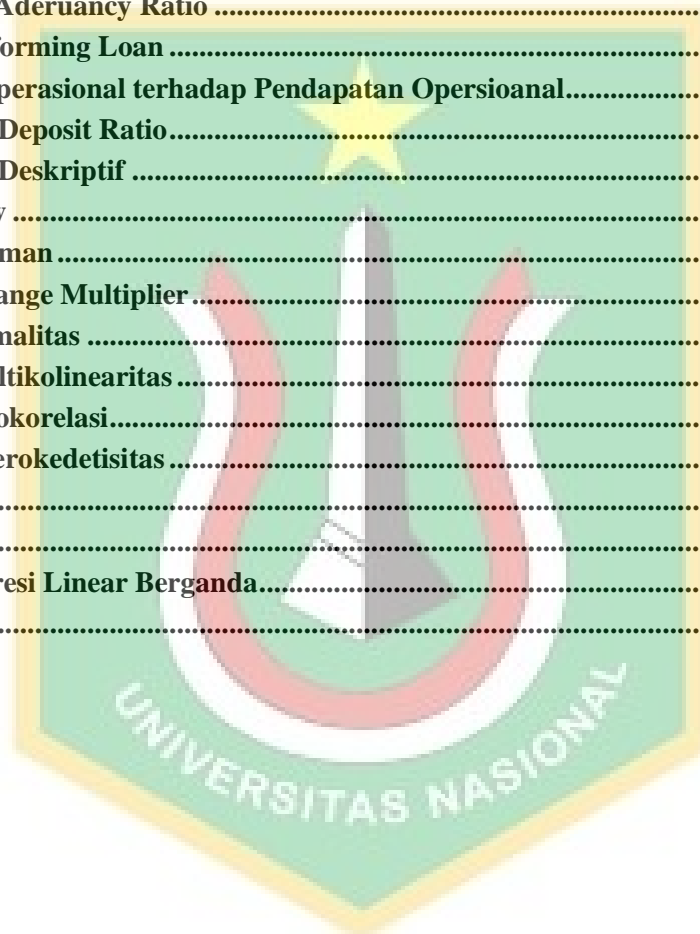 Aderuancy Ratio ........................................................................
forming Loan ........................................................................
perasional terhadap Pendapatan Opersioanal........................
Deposit Ratio........................................................................
Deskriptif ........................................................................
y ........................................................................
man ........................................................................
ange Multiplier ........................................................................
malitas ........................................................................
ltikolinearitas ........................................................................
okorelasi........................................................................
erokedetisitas ........................................................................
........................................................................
........................................................................
resi Linear Berganda........................................................................
........................................................................
UNIVERSITAS NASIONAL